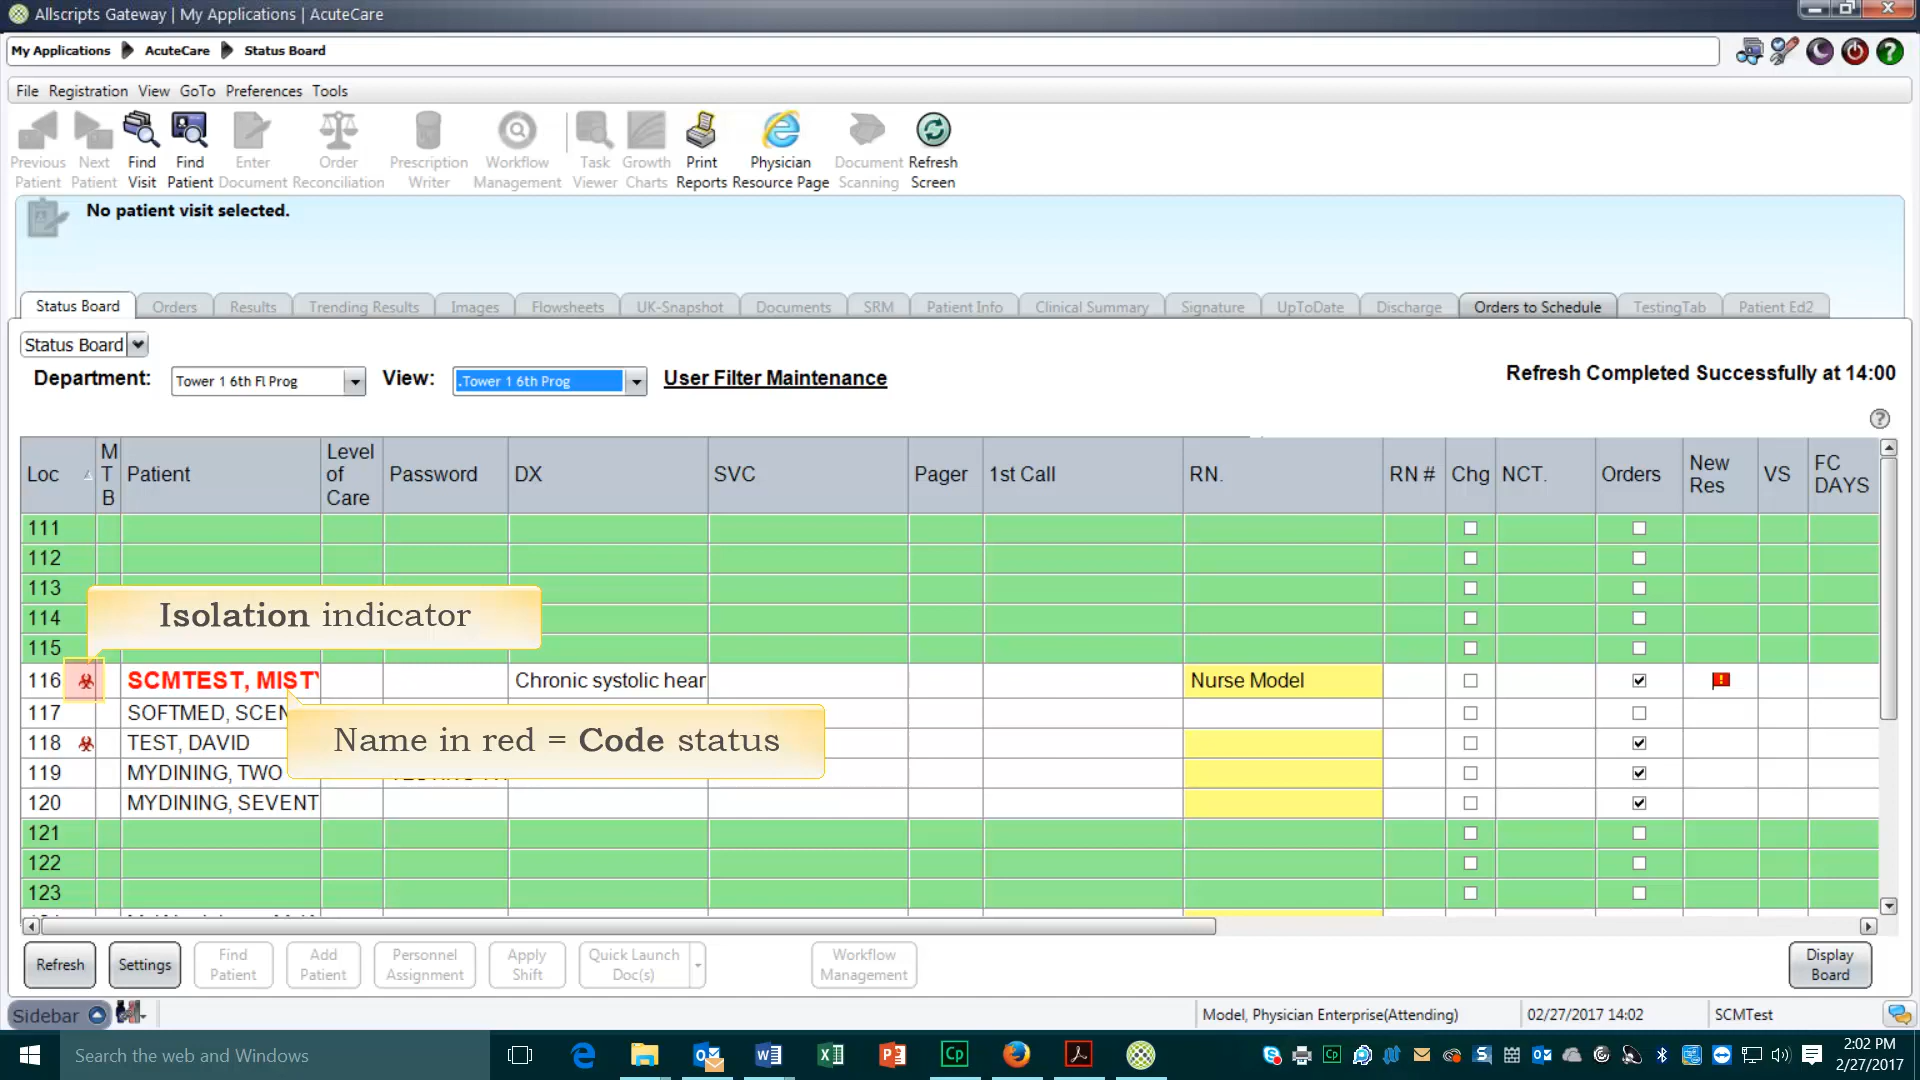 Allscripts Gateway | My Applications | AcuteCare
My Applications AcuteCare Status Board
File Registration View GoTo Preferences Tools
Previous Patient
Next Patient
Find Visit
Find Patient
Enter Document
Order Reconciliation
Prescription Writer
Workflow Management
Task Viewer
Growth Charts
Print Reports
Physician Resource Page
Document Scanning
Refresh Screen
No patient visit selected.
Status Board Orders Results Trending Results Images Flowsheets UK-Snapshot Documents SRM Patient Info Clinical Summary Signature UpToDate Discharge Orders to Schedule TestingTab Patient Ed2
Status Board
Department: Tower 1 6th Fl Prog View: .Tower 1 6th Prog User Filter Maintenance
Refresh Completed Successfully at 14:00
Loc MTB Patient Level of Care Password DX SVC Pager 1st Call RN. RN # Chg NCT. Orders New Res VS FC DAYS
111
112
113
114
115
Isolation indicator
116 SCMTEST, MISTY Chronic systolic hear Nurse Model
117 SOFTMED, SCEN
118 TEST, DAVID
Name in red = Code status
119 MYDINING, TWO
120 MYDINING, SEVENT
121
122
123
Refresh
Settings
Find Patient
Add Patient
Personnel Assignment
Apply Shift
Quick Launch Doc(s)
Workflow Management
Display Board
Sidebar
Model, Physician Enterprise(Attending) 02/27/2017 14:02 SCMTest
Search the web and Windows
2:02 PM
2/27/2017